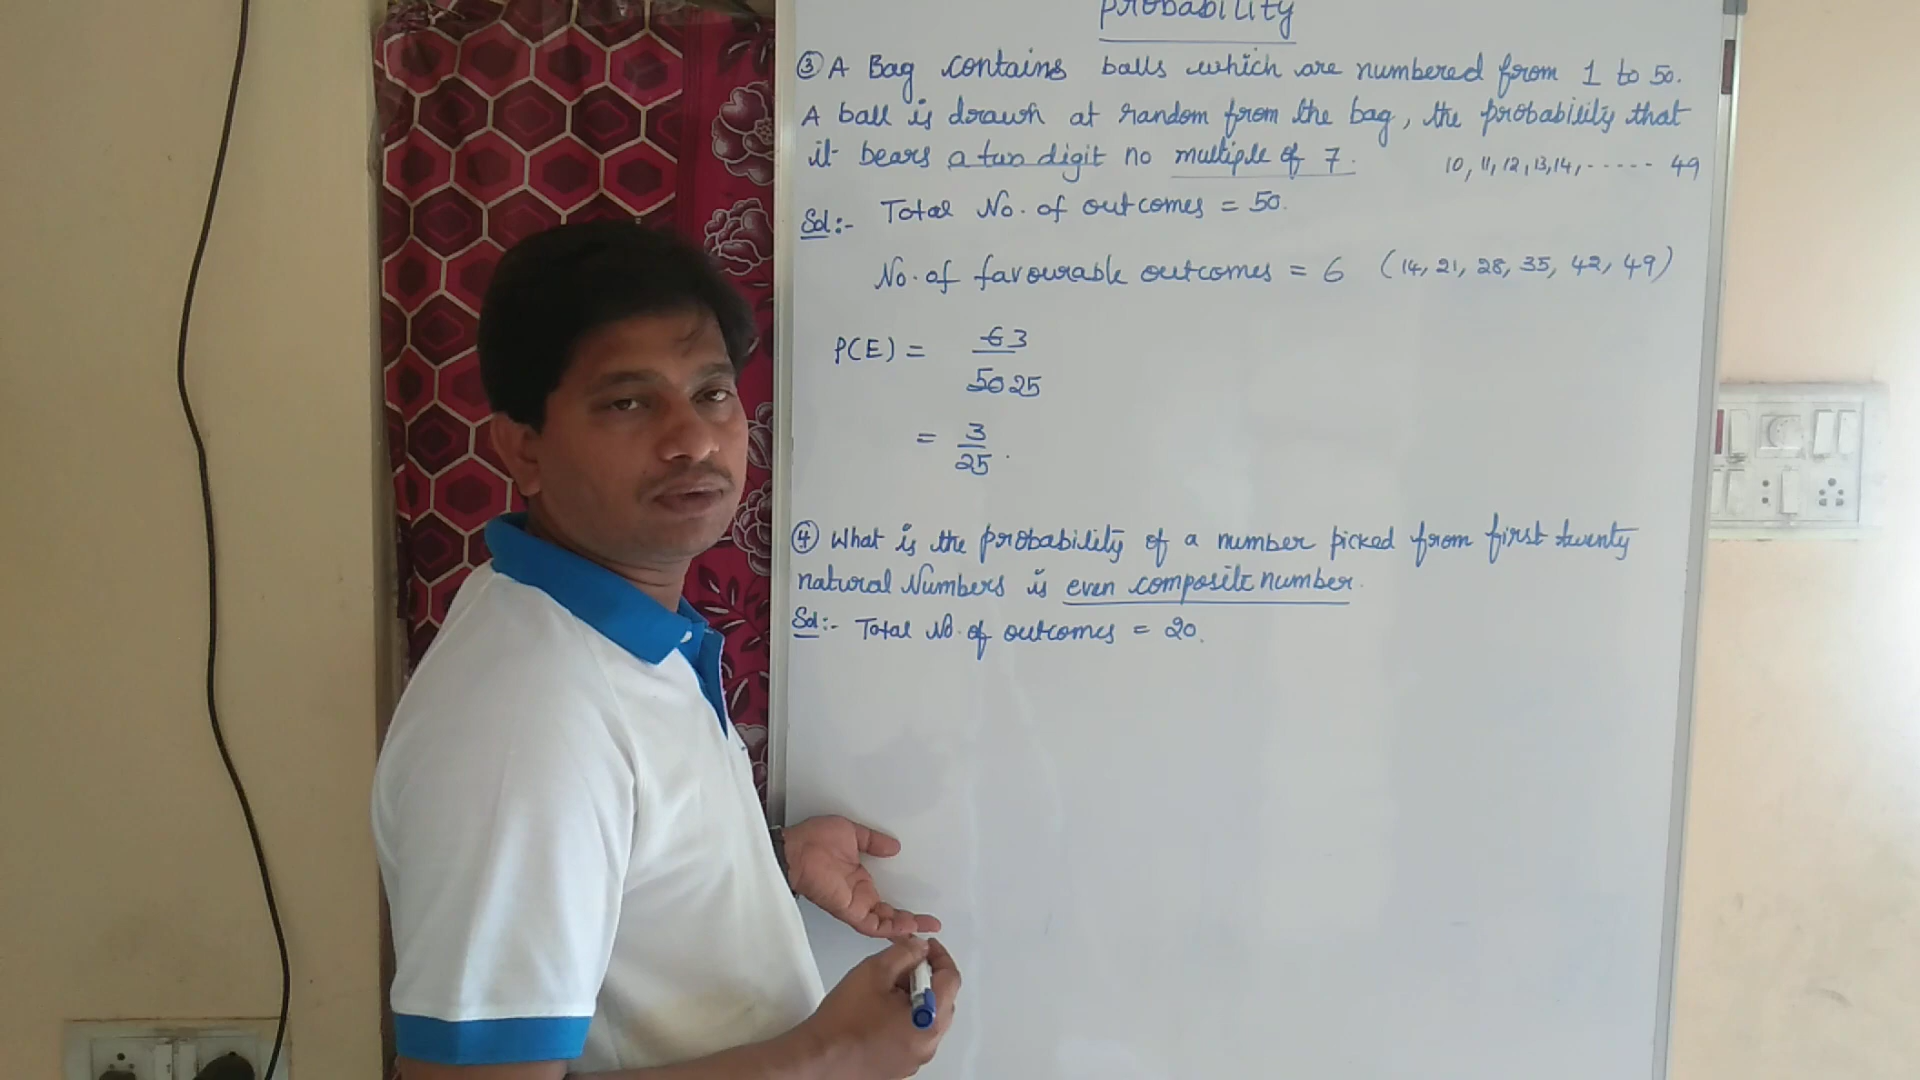 Probability
③ A Bag contains balls which are numbered from 1 to 50.
A ball is drawn at random from the bag, the probability that
it bears a two digit no multiple of 7. 10, 11, 12, 13, 14, ----- 49
Sol:- Total No. of outcomes = 50.
No. of favourable outcomes = 6 (14, 21, 28, 35, 42, 49)
P(E) = 6 3
50 25
= 3
25 .
④ What is the probability of a number picked from first twenty
natural Numbers is even composite number.
Sol:- Total No. of outcomes = 20.